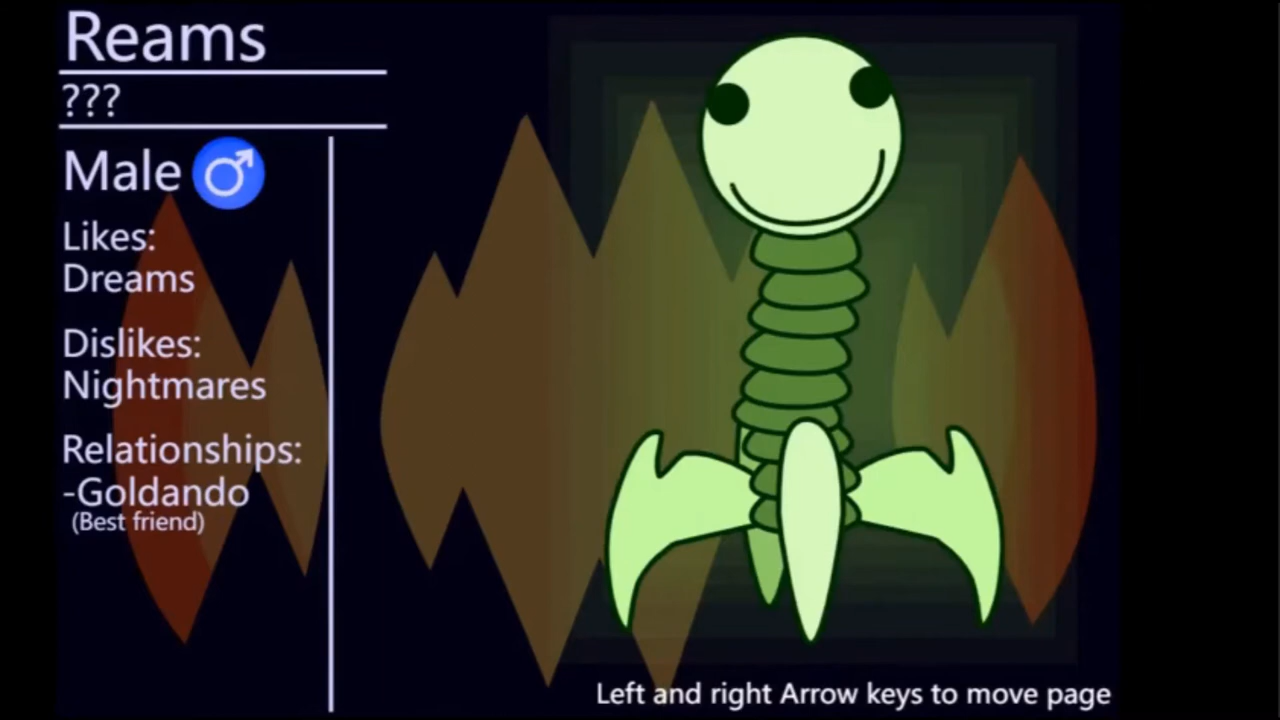 Reams
???
Male
Likes:
Dreams
Dislikes:
Nightmares
Relationships:
-Goldando
(Best friend)
Left and right Arrow keys to move page